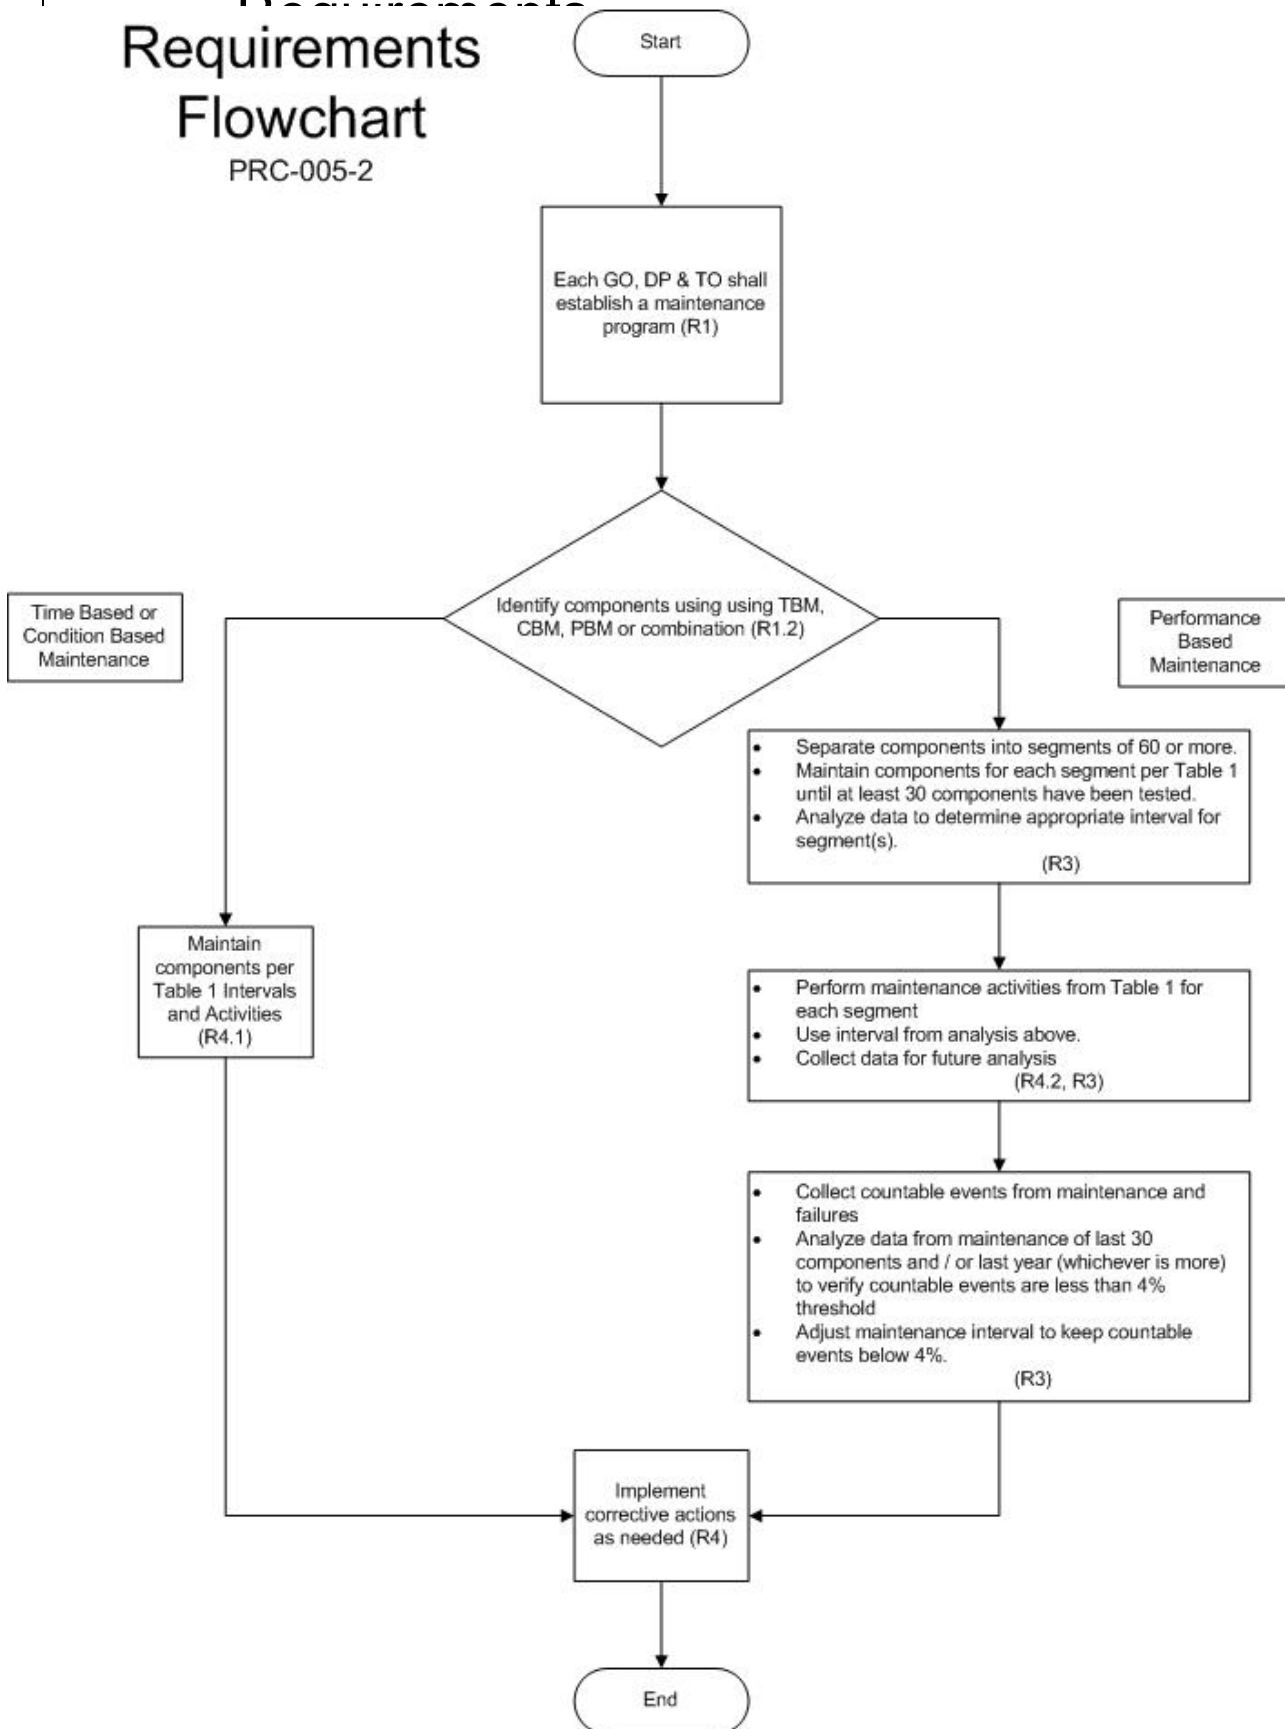 Requirements
Requirements
Flowchart
PRC-005-2
Start
Each GO, DP & TO shall
establish a maintenance
program (R1)
Identify components using using TBM,
CBM, PBM or combination (R1.2)
Time Based or
Condition Based
Maintenance
Performance
Based
Maintenance
• Separate components into segments of 60 or more.
• Maintain components for each segment per Table 1
until at least 30 components have been tested.
• Analyze data to determine appropriate interval for
segment(s).
(R3)
Maintain
components per
Table 1 Intervals
and Activities
(R4.1)
• Perform maintenance activities from Table 1 for
each segment
• Use interval from analysis above.
• Collect data for future analysis
(R4.2, R3)
• Collect countable events from maintenance and
failures
• Analyze data from maintenance of last 30
components and / or last year (whichever is more)
to verify countable events are less than 4%
threshold
• Adjust maintenance interval to keep countable
events below 4%.
(R3)
Implement
corrective actions
as needed (R4)
End